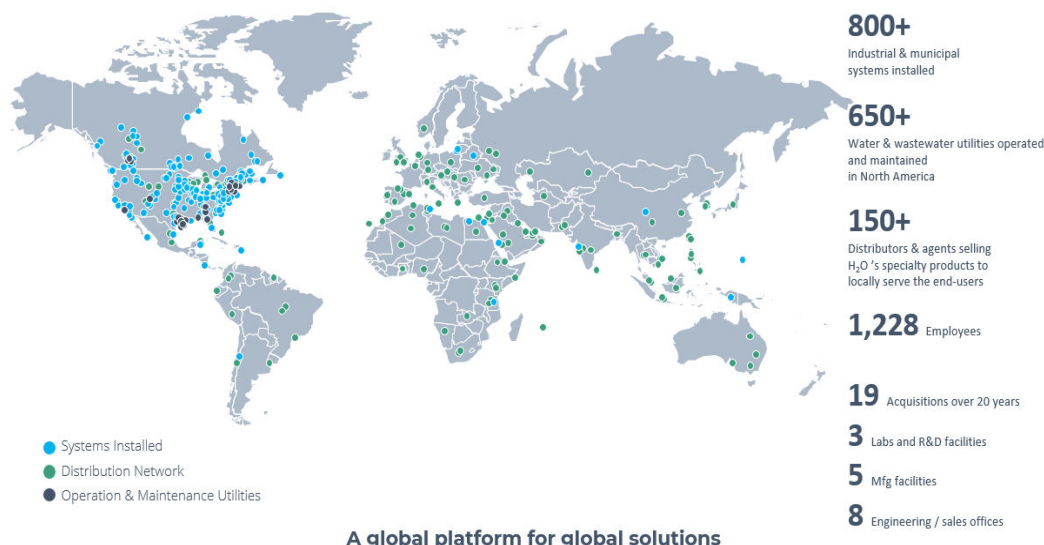 800+
Industrial & municipal
systems installed
650+
Water & wastewater utilities operated
and maintained
in North America
150+
Distributors & agents selling
H₂O 's specialty products to
locally serve the end-users
1,228 Employees
19 Acquisitions over 20 years
3 Labs and R&D facilities
5 Mfg facilities
8 Engineering / sales offices
Systems Installed
Distribution Network
Operation & Maintenance Utilities
A global platform for global solutions